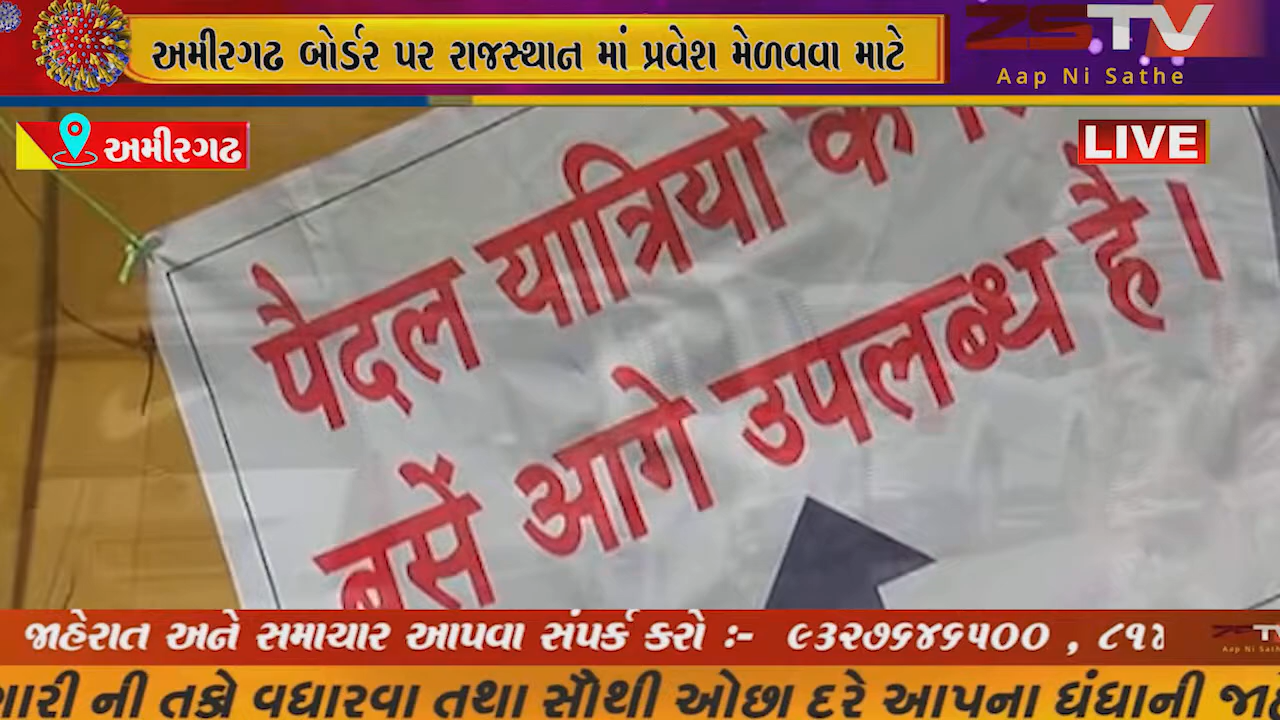 અમીરગઢ બોર્ડર પર રાજસ્થાન માં પ્રવેશ મેળવવા માટે
ZSTV
Aap Ni Sathe
અમીરગઢ
LIVE
पैदल यात्रियो के
बसें आगे उपलब्ध है।
જાહેરાત અને સમાચાર આપવા સંપર્ક કરો :- ૯૩૨૭૬૪૬૫૦૦ , ૮૧
ની તકો વધારવા તથા સૌથી ઓછા દરે આપના ધંધાની